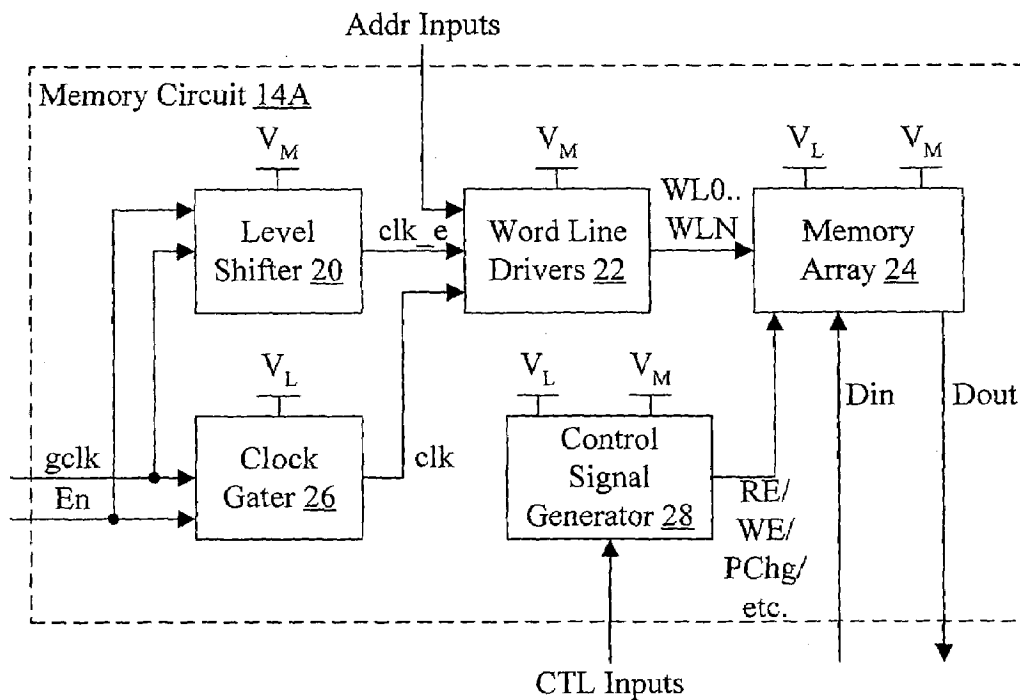 Addr Inputs
Memory Circuit 14A
V_M
Level
Shifter 20
clk_e
V_M
Word Line
Drivers 22
WL0..
WLN
V_L
V_M
Memory
Array 24
gclk
En
V_L
Clock
Gater 26
clk
V_L
V_M
Control
Signal
Generator 28
RE/
WE/
PChg/
etc.
Din
Dout
CTL Inputs